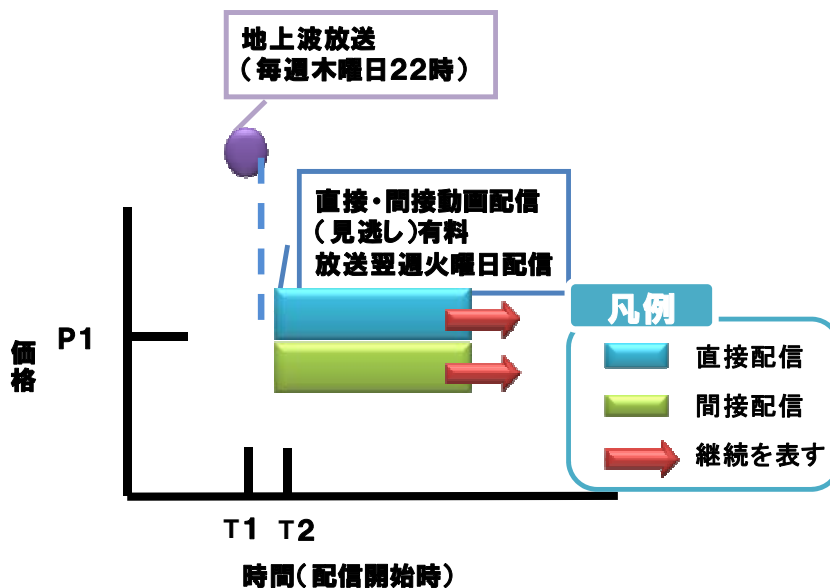 地上波放送
(毎週木曜日22時)
直接・間接動画配信
(見逃し)有料
放送翌週火曜日配信
凡例
直接配信
間接配信
継続を表す
価格
P1
T1
T2
時間(配信開始時)